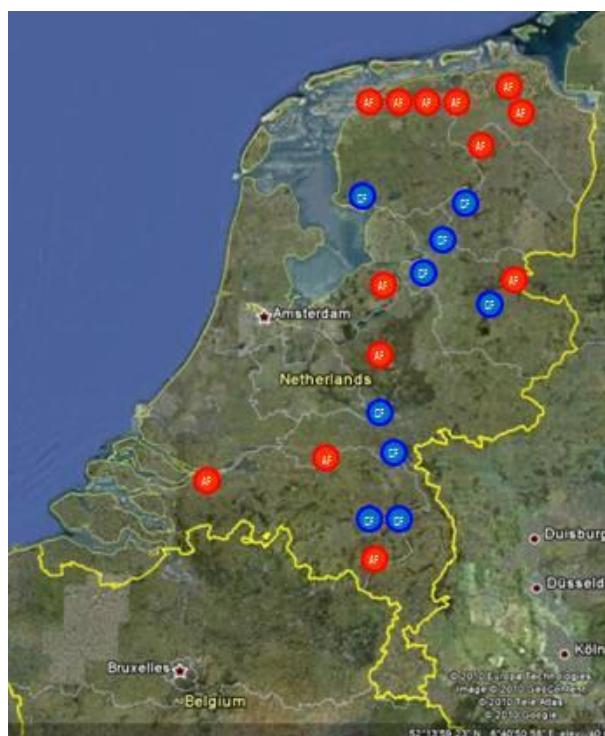 AF
AF AF AF AF AF
AF
CF CF
CF
CF
AF AF
CF
Amsterdam
AF
Netherlands
CF
CF
AF
AF
CF CF
Duisburg
AF
Düsseld
Köln
Bruxelles
© 2010 Europa Technologies
Image © 2010 GeoContent
© 2010 Tele Atlas
Belgium
© 2010 Google